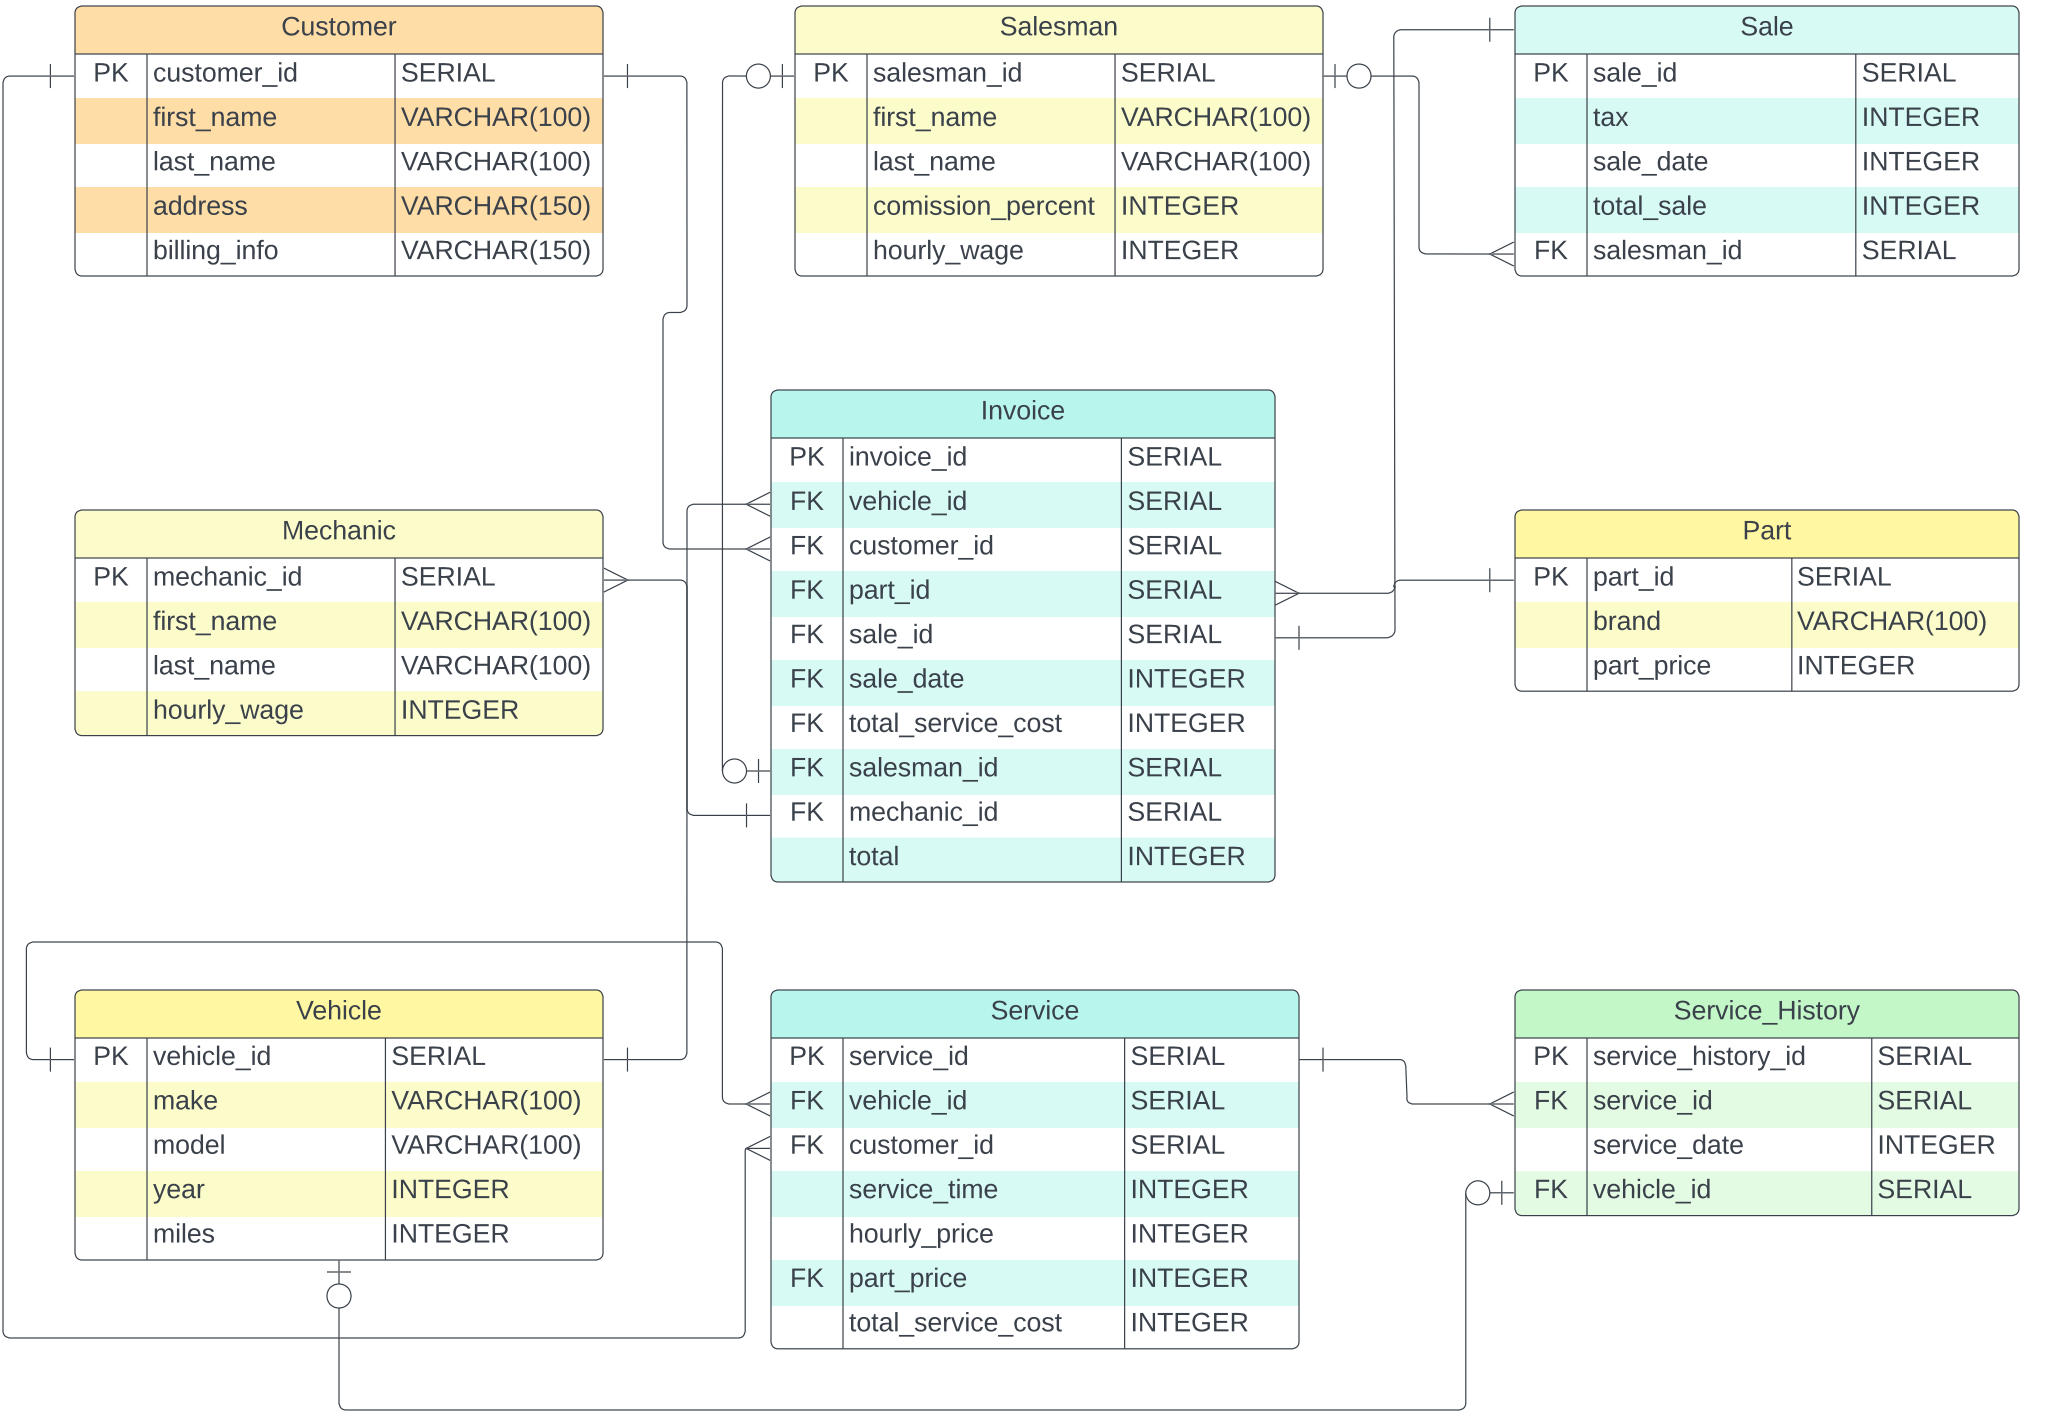 Customer
PK customer_id SERIAL
first_name VARCHAR(100)
last_name VARCHAR(100)
address VARCHAR(150)
billing_info VARCHAR(150)
Salesman
PK salesman_id SERIAL
first_name VARCHAR(100)
last_name VARCHAR(100)
comission_percent INTEGER
hourly_wage INTEGER
Sale
PK sale_id SERIAL
tax INTEGER
sale_date INTEGER
total_sale INTEGER
FK salesman_id SERIAL
Mechanic
PK mechanic_id SERIAL
first_name VARCHAR(100)
last_name VARCHAR(100)
hourly_wage INTEGER
Invoice
PK invoice_id SERIAL
FK vehicle_id SERIAL
FK customer_id SERIAL
FK part_id SERIAL
FK sale_id SERIAL
FK sale_date INTEGER
FK total_service_cost INTEGER
FK salesman_id SERIAL
FK mechanic_id SERIAL
total INTEGER
Part
PK part_id SERIAL
brand VARCHAR(100)
part_price INTEGER
Vehicle
PK vehicle_id SERIAL
make VARCHAR(100)
model VARCHAR(100)
year INTEGER
miles INTEGER
Service
PK service_id SERIAL
FK vehicle_id SERIAL
FK customer_id SERIAL
service_time INTEGER
hourly_price INTEGER
FK part_price INTEGER
total_service_cost INTEGER
Service_History
PK service_history_id SERIAL
FK service_id SERIAL
service_date INTEGER
FK vehicle_id SERIAL